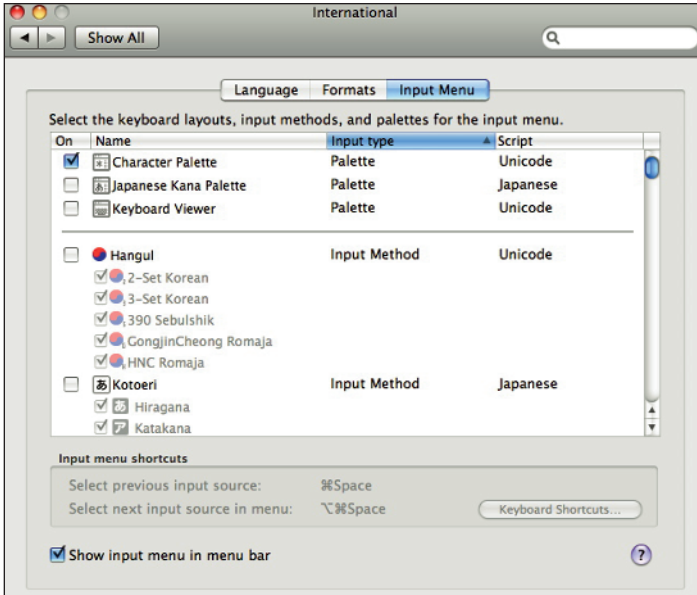 International
Show All
Language Formats Input Menu
Select the keyboard layouts, input methods, and palettes for the input menu.
On Name Input type Script
Character Palette Palette Unicode
Japanese Kana Palette Palette Japanese
Keyboard Viewer Palette Unicode
Hangul Input Method Unicode
2-Set Korean
3-Set Korean
390 Sebulshik
GongjinCheong Romaja
HNC Romaja
あ Kotoeri Input Method Japanese
あ Hiragana
ア Katakana
Input menu shortcuts
Select previous input source: ⌘Space
Select next input source in menu: ⌥⌘Space Keyboard Shortcuts...
Show input menu in menu bar ?